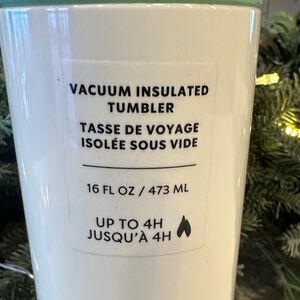 VACUUM INSULATED
TUMBLER
TASSE DE VOYAGE
ISOLÉE SOUS VIDE
16 FL OZ / 473 ML
UP TO 4H
JUSQU'À 4H